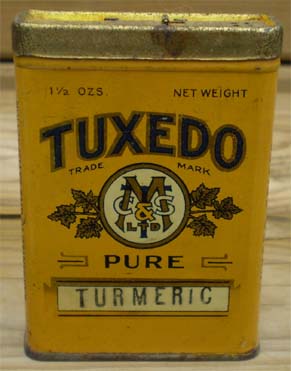 1½ OZS. NET WEIGHT
TUXEDO
TRADE MARK
LTD
PURE
TURMERIC